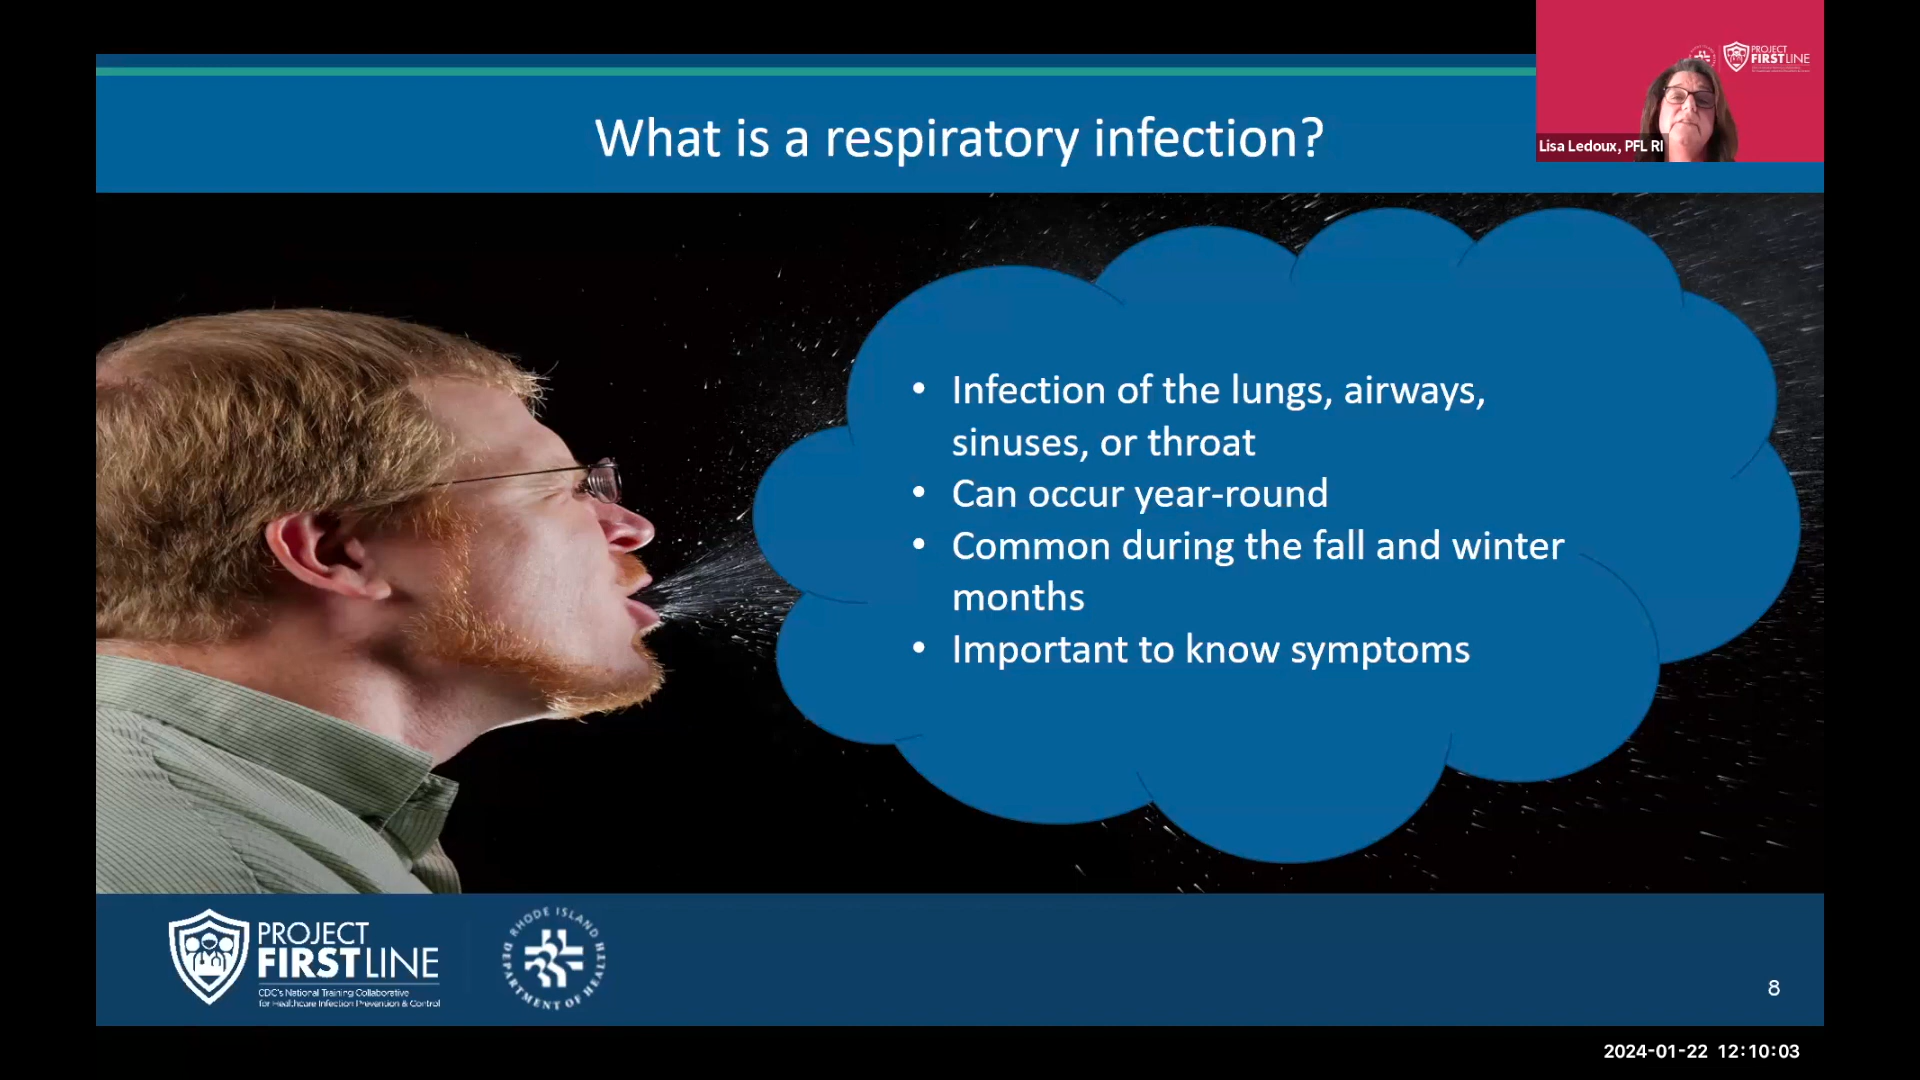 PROJECT
FIRSTLINE
Lisa Ledoux, PFL RI
What is a respiratory infection?
• Infection of the lungs, airways,
sinuses, or throat
• Can occur year-round
• Common during the fall and winter
months
• Important to know symptoms
PROJECT
FIRSTLINE
CDC's National Training Collaborative
for Healthcare Infection Prevention & Control
RHODE ISLAND
DEPARTMENT OF HEALTH
8
2024-01-22 12:10:03